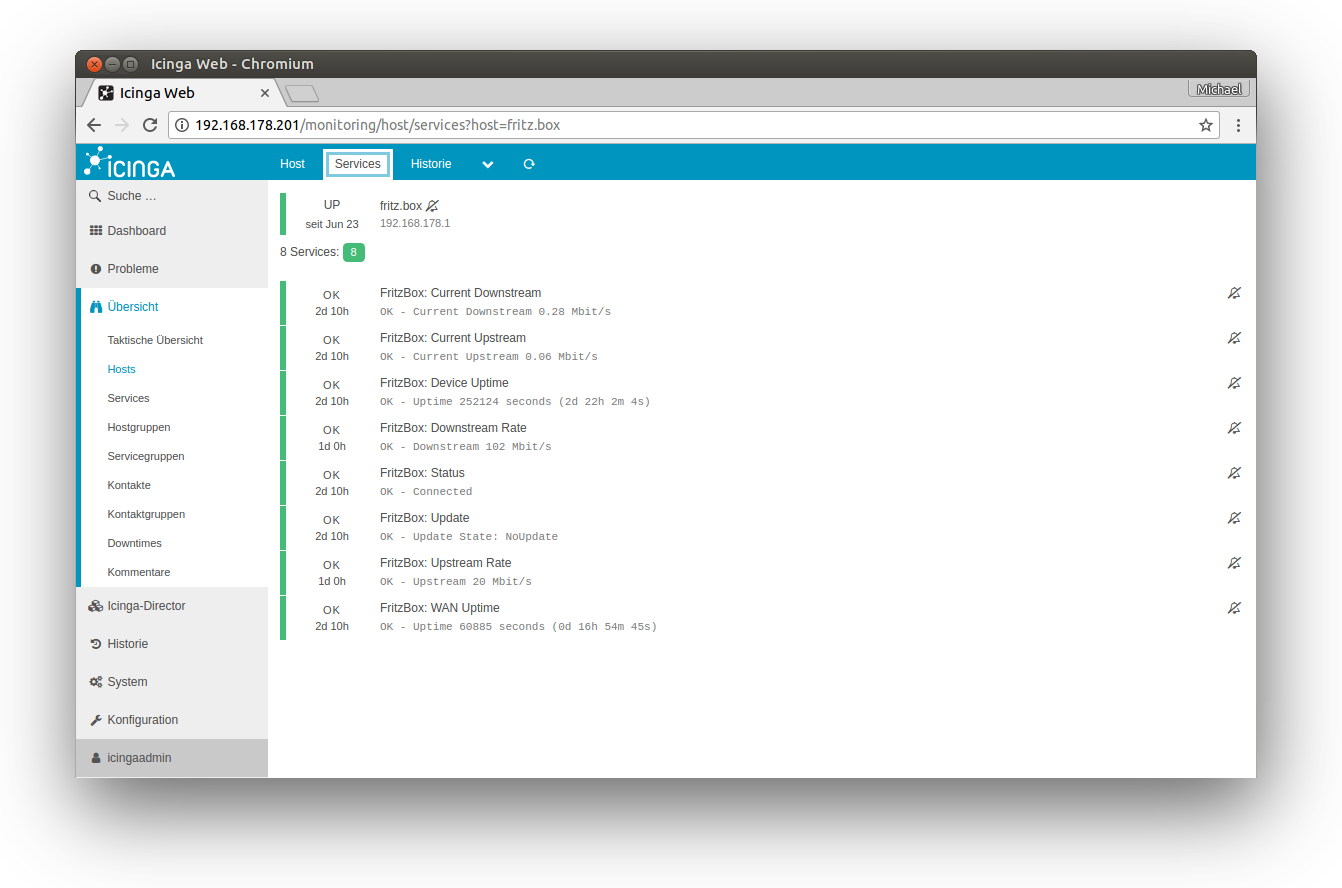 Icinga Web - Chromium
Icinga Web
Michael
192.168.178.201/monitoring/host/services?host=fritz.box
ICINGA
Host Services Historie
Suche …
Dashboard
Probleme
Übersicht
Taktische Übersicht
Hosts
Services
Hostgruppen
Servicegruppen
Kontakte
Kontaktgruppen
Downtimes
Kommentare
Icinga-Director
Historie
System
Konfiguration
icingaadmin
UP fritz.box
seit Jun 23 192.168.178.1
8 Services: 8
OK FritzBox: Current Downstream
2d 10h OK - Current Downstream 0.28 Mbit/s
OK FritzBox: Current Upstream
2d 10h OK - Current Upstream 0.06 Mbit/s
OK FritzBox: Device Uptime
2d 10h OK - Uptime 252124 seconds (2d 22h 2m 4s)
OK FritzBox: Downstream Rate
1d 0h OK - Downstream 102 Mbit/s
OK FritzBox: Status
2d 10h OK - Connected
OK FritzBox: Update
2d 10h OK - Update State: NoUpdate
OK FritzBox: Upstream Rate
1d 0h OK - Upstream 20 Mbit/s
OK FritzBox: WAN Uptime
2d 10h OK - Uptime 60885 seconds (0d 16h 54m 45s)